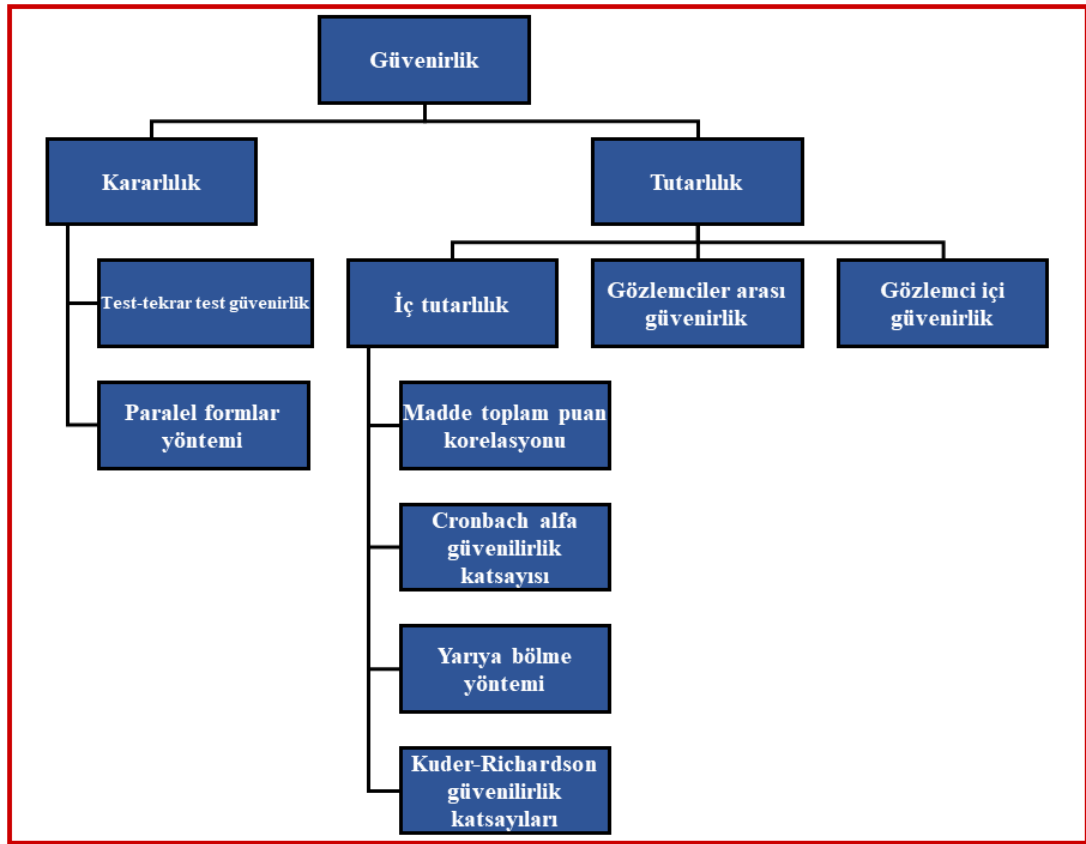 Güvenirlik
Kararlılık
Tutarlılık
Test-tekrar test güvenirlik
İç tutarlılık
Gözlemciler arası
güvenirlik
Gözlemci içi
güvenirlik
Paralel formlar
yöntemi
Madde toplam puan
korelasyonu
Cronbach alfa
güvenilirlik
katsayısı
Yarıya bölme
yöntemi
Kuder-Richardson
güvenilirlik
katsayıları